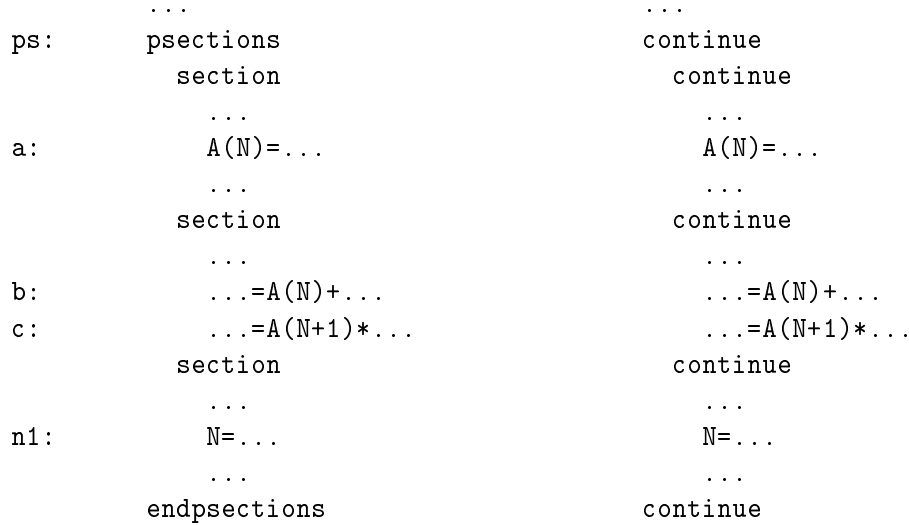 ... ...
ps: psections continue
section continue
... ...
a: A(N)=... A(N)=...
... ...
section continue
... ...
b: ...=A(N)+... ...=A(N)+...
c: ...=A(N+1)*... ...=A(N+1)*...
section continue
... ...
n1: N=... N=...
... ...
endpsections continue